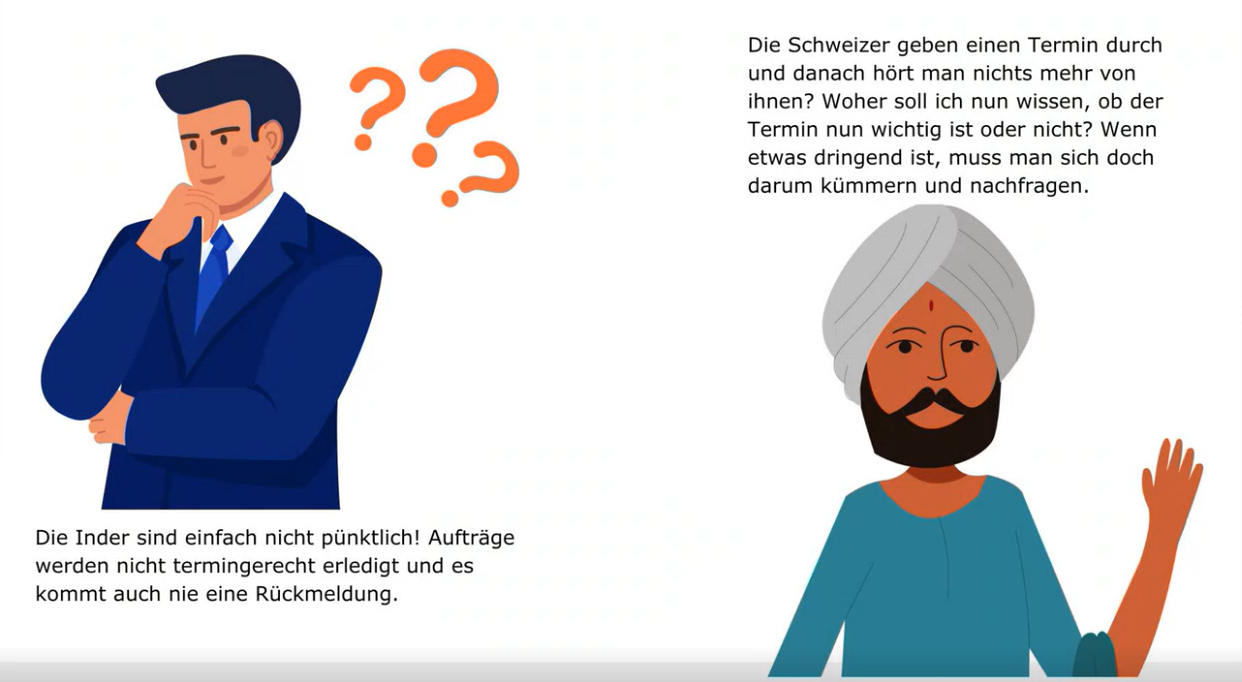 Die Schweizer geben einen Termin durch
und danach hört man nichts mehr von
ihnen? Woher soll ich nun wissen, ob der
Termin nun wichtig ist oder nicht? Wenn
etwas dringend ist, muss man sich doch
darum kümmern und nachfragen.
Die Inder sind einfach nicht pünktlich! Aufträge
werden nicht termingerecht erledigt und es
kommt auch nie eine Rückmeldung.